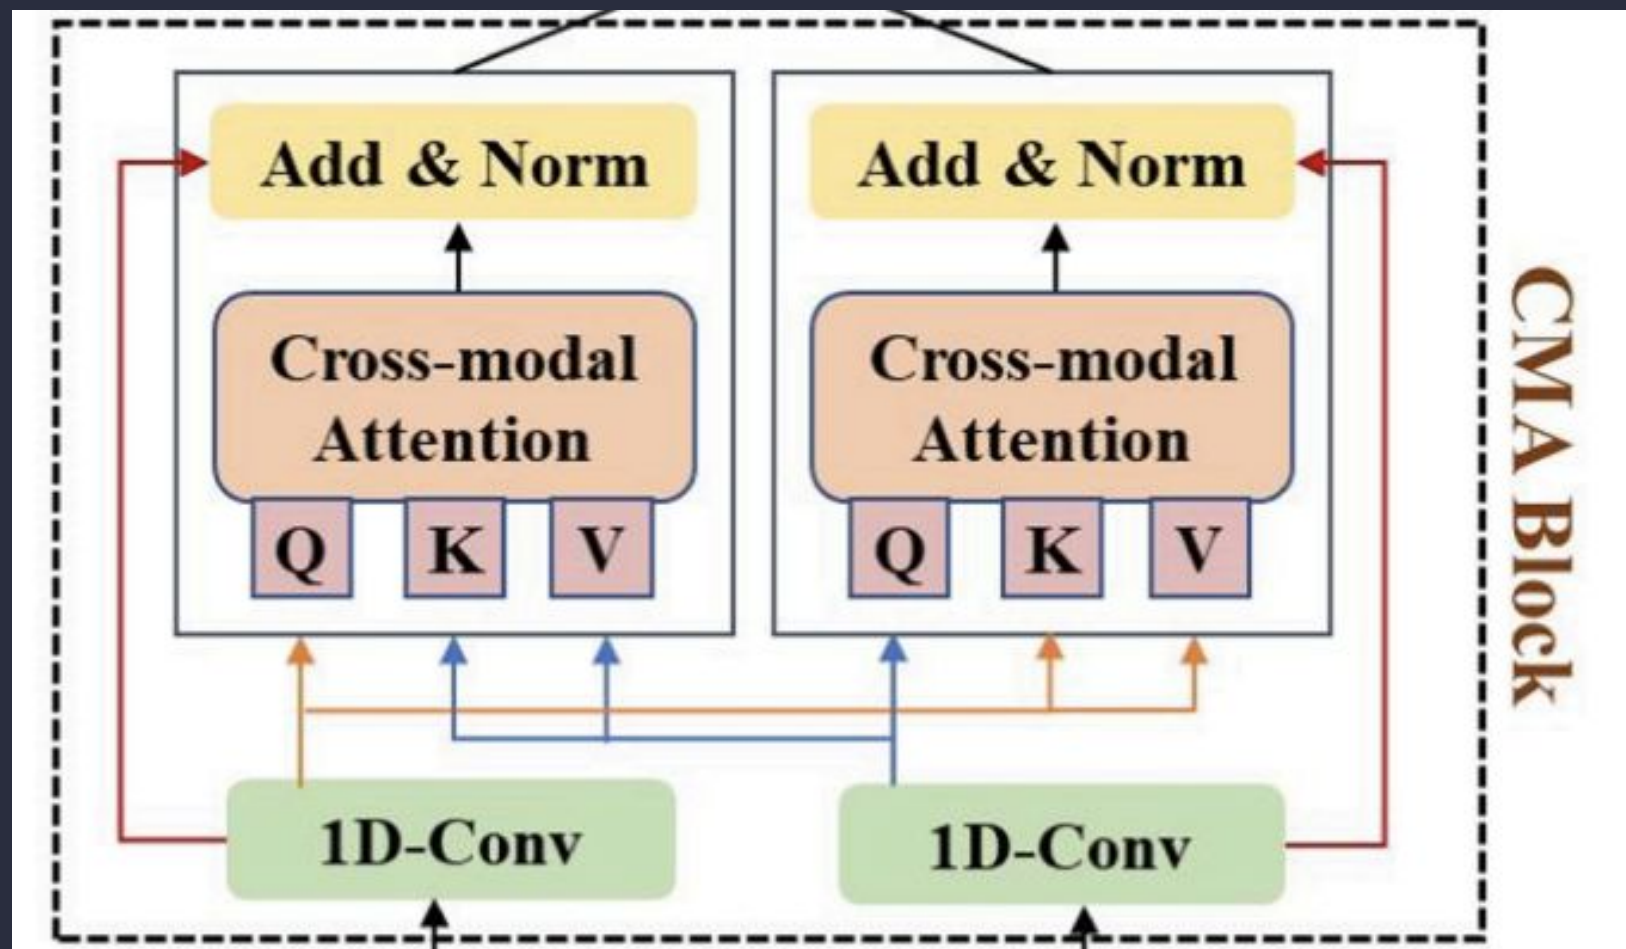 Add & Norm
Add & Norm
Cross-modal
Attention
Cross-modal
Attention
Q K V
Q K V
1D-Conv
1D-Conv
CMA Block